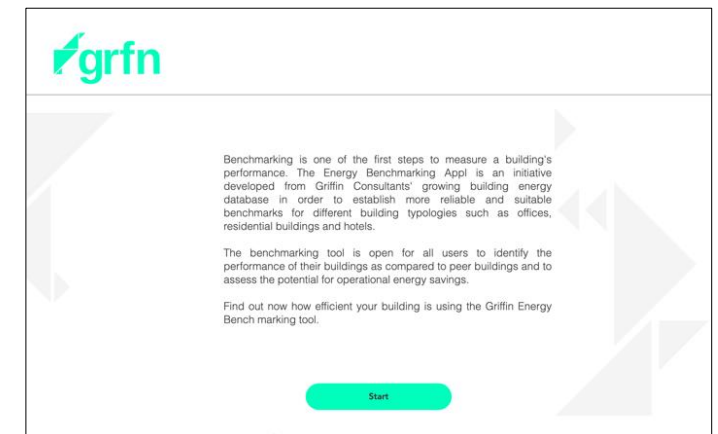 grfn
Benchmarking is one of the first steps to measure a building's
performance. The Energy Benchmarking Appl is an initiative
developed from Griffin Consultants' growing building energy
database in order to establish more reliable and suitable
benchmarks for different building typologies such as offices,
residential buildings and hotels.
The benchmarking tool is open for all users to identify the
performance of their buildings as compared to peer buildings and to
assess the potential for operational energy savings.
Find out now how efficient your building is using the Griffin Energy
Bench marking tool.
Start